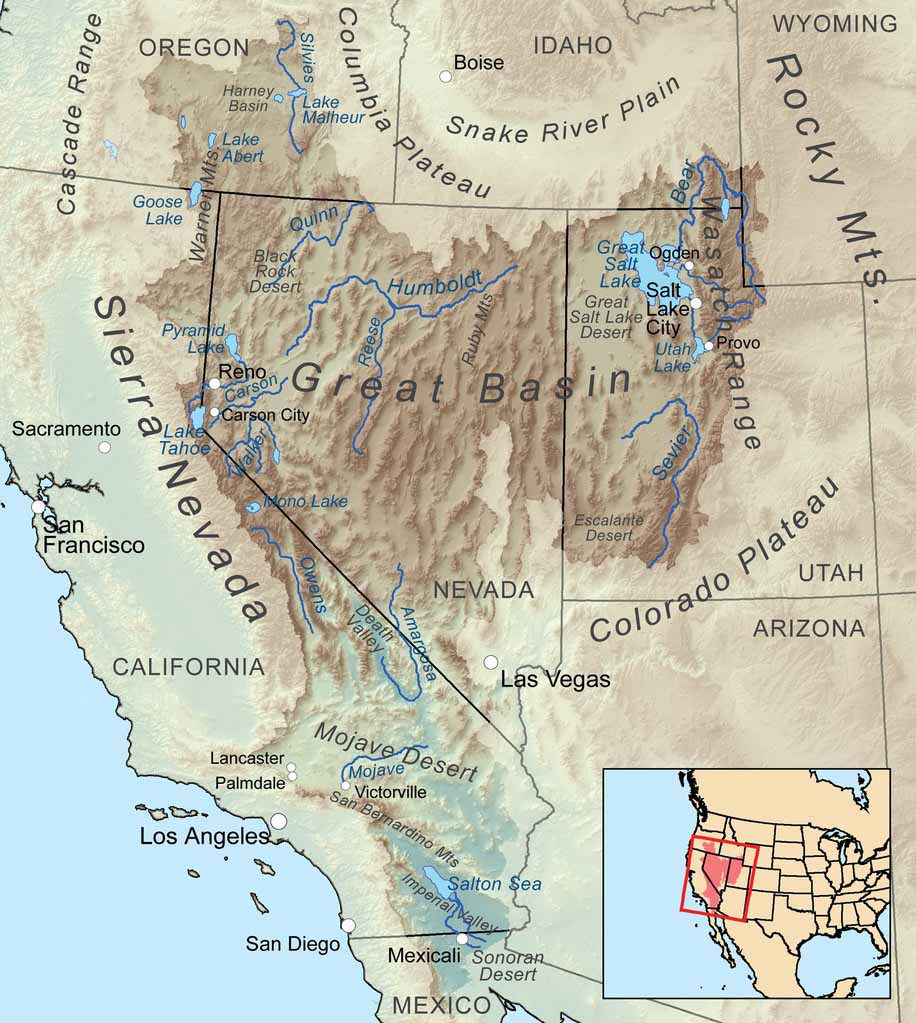 WYOMING
OREGON
IDAHO
Cascade Range
Silvies
Columbia Plateau
Boise
Rocky Mts.
Harney
Basin
Lake
Malheur
Snake River Plain
Lake
Abert
Warner Mts.
Goose
Lake
Bear
Quinn
Black
Rock
Desert
Humboldt
Great
Salt
Lake
Ogden
Wasatch Range
Salt
Lake
City
Great
Salt Lake
Desert
Sierra Nevada
Pyramid
Lake
Reese
Ruby Mts
Utah
Lake
Provo
Reno
Carson
Great Basin
Carson City
Sacramento
Lake
Tahoe
Walker
Sevier
Mono Lake
San
Francisco
Escalante
Desert
Colorado Plateau
Owens
NEVADA
UTAH
Death
Valley
Amargosa
ARIZONA
CALIFORNIA
Las Vegas
Mojave Desert
Lancaster
Palmdale
Mojave
Victorville
San Bernardino Mts
Los Angeles
Salton Sea
Imperial Valley
San Diego
Mexicali
Sonoran
Desert
MEXICO